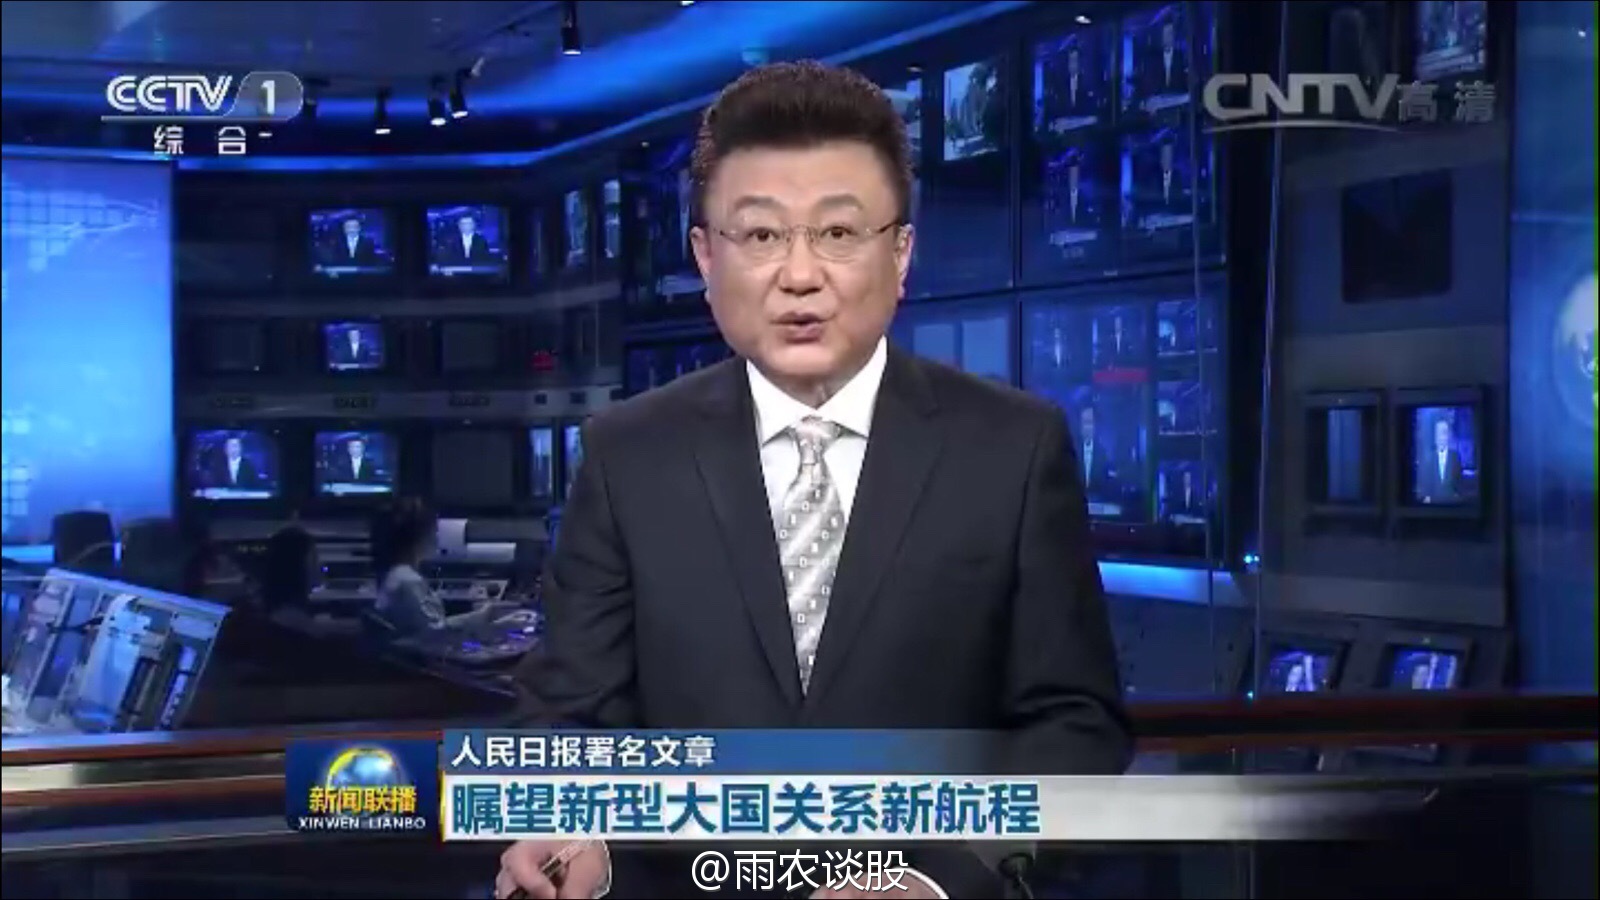 CCTV 1
综合
CNTV高清
人民日报署名文章
瞩望新型大国关系新航程
新闻联播
XINWEN LIANBO
@雨农谈股